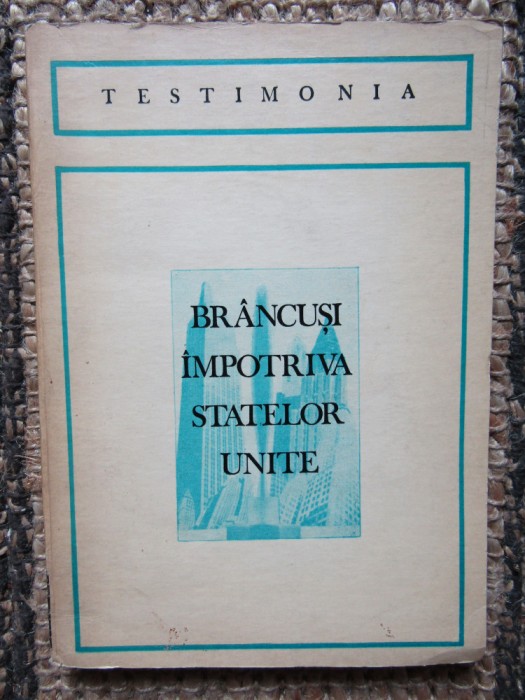 TESTIMONIA
BRÂNCUȘI
ÎMPOTRIVA
STATELOR
UNITE